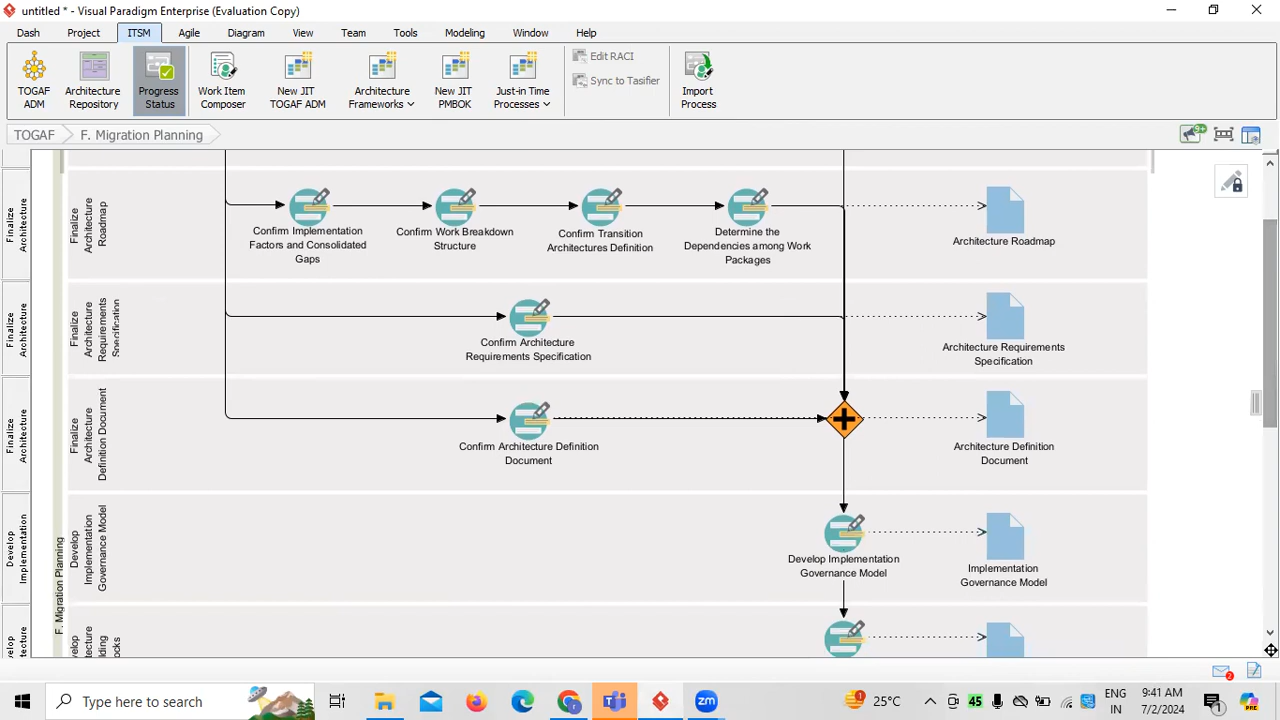 untitled * - Visual Paradigm Enterprise (Evaluation Copy)
Dash Project ITSM Agile Diagram View Team Tools Modeling Window Help
TOGAF
ADM
Architecture
Repository
Progress
Status
Work Item
Composer
New JIT
TOGAF ADM
Architecture
Frameworks
New JIT
PMBOK
Just-in Time
Processes
Edit RACI
Sync to Tasifier
Import
Process
TOGAF F. Migration Planning
9+
Finalize
Architecture
Finalize
Architecture
Roadmap
Confirm Implementation
Factors and Consolidated
Gaps
Confirm Work Breakdown
Structure
Confirm Transition
Architectures Definition
Determine the
Dependencies among Work
Packages
Architecture Roadmap
Finalize
Architecture
Finalize
Architecture
Requirements
Specification
Confirm Architecture
Requirements Specification
Architecture Requirements
Specification
Finalize
Architecture
Finalize
Architecture
Definition Document
Confirm Architecture Definition
Document
Architecture Definition
Document
Develop
Implementation
F. Migration Planning
Develop
Implementation
Governance Model
Develop Implementation
Governance Model
Implementation
Governance Model
2
Type here to search
1
25°C
45
ENG
IN
9:41 AM
7/2/2024
1
PRE